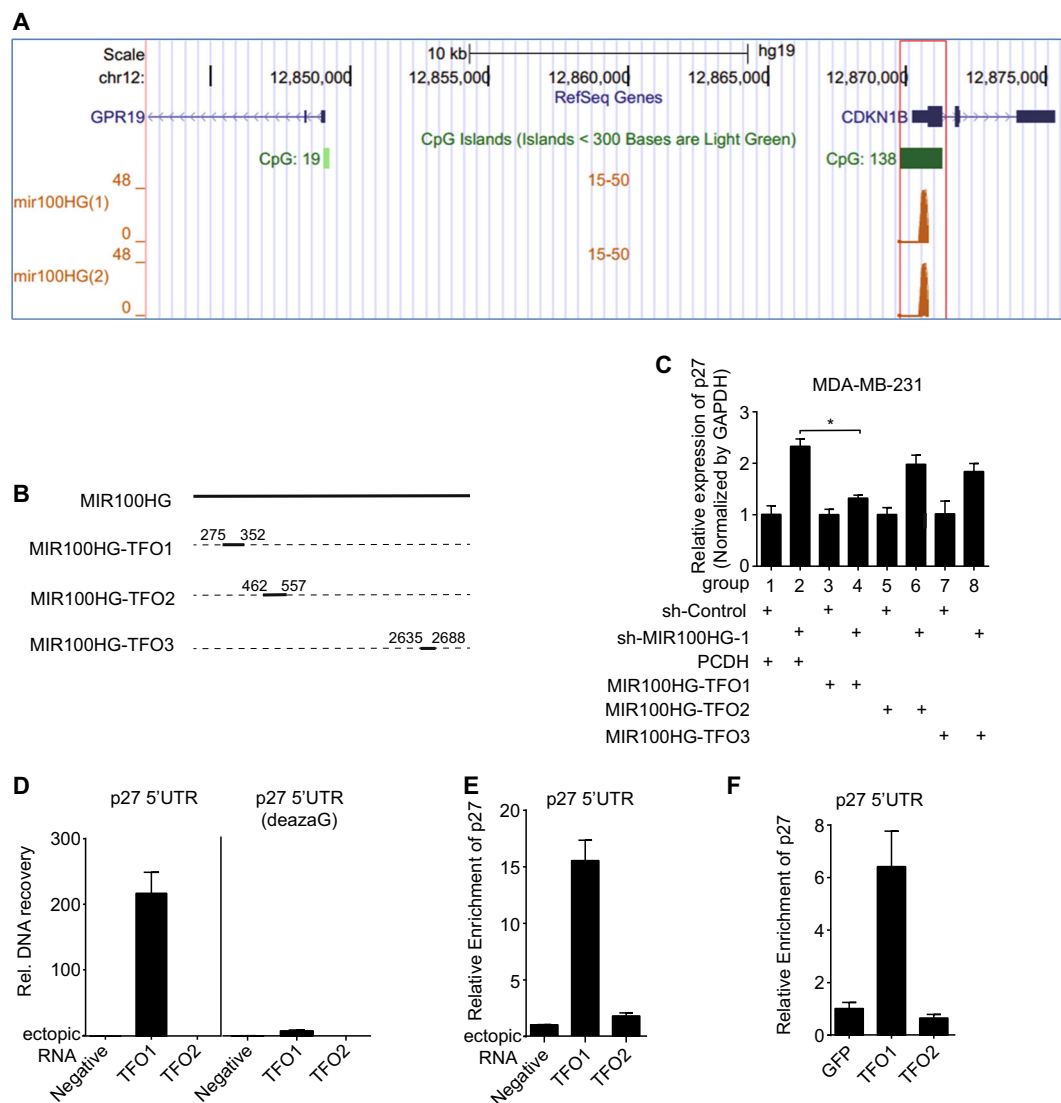 A
Scale
10 kb
hg19
chr12:
12,850,000
12,855,000
12,860,000
12,865,000
12,870,000
12,875,000
RefSeq Genes
GPR19
CDKN1B
CpG Islands (Islands < 300 Bases are Light Green)
CpG: 19
CpG: 138
48
15-50
mir100HG(1)
0
48
15-50
mir100HG(2)
0
B
MIR100HG
275 352
MIR100HG-TFO1
462 557
MIR100HG-TFO2
2635 2688
MIR100HG-TFO3
C
MDA-MB-231
Relative expression of p27
(Normalized by GAPDH)
3
2
1
0
*
group 1 2 3 4 5 6 7 8
sh-Control + + + +
sh-MIR100HG-1 + + + +
PCDH + +
MIR100HG-TFO1 + +
MIR100HG-TFO2 + +
MIR100HG-TFO3 + +
D
p27 5'UTR
p27 5'UTR
(deazaG)
Rel. DNA recovery
300
200
100
ectopic
RNA
Negative
TFO1
TFO2
Negative
TFO1
TFO2
E
p27 5'UTR
Relative Enrichment of p27
20
15
10
5
ectopic
RNA
Negative
TFO1
TFO2
F
p27 5'UTR
Relative Enrichment of p27
8
6
4
2
0
GFP
TFO1
TFO2